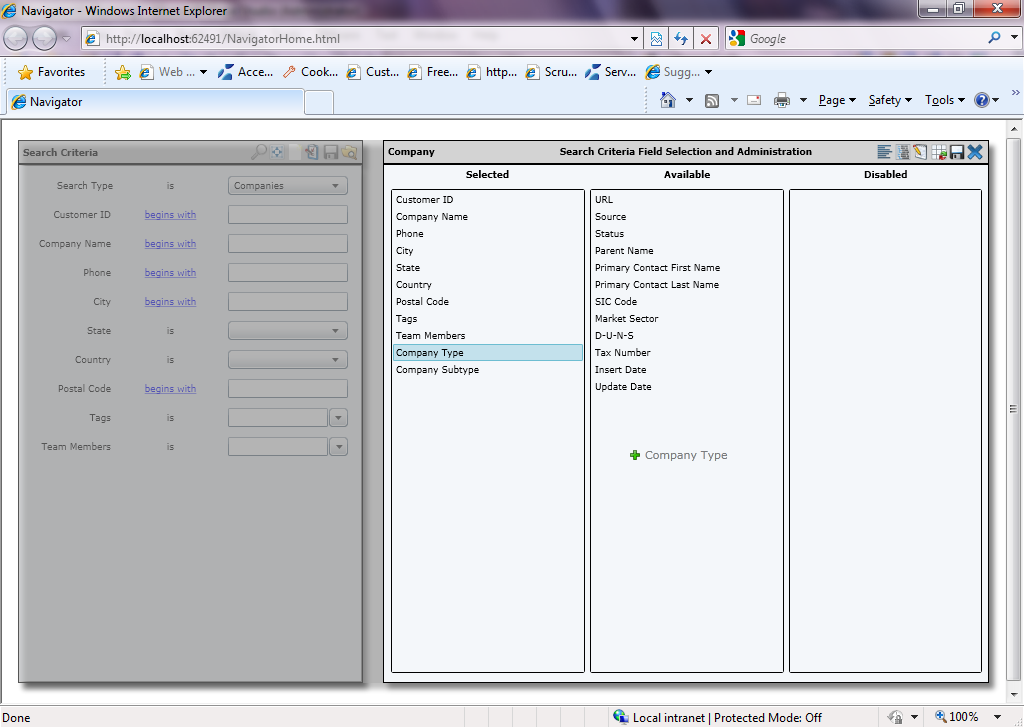 Navigator - Windows Internet Explorer
http://localhost:62491/NavigatorHome.html
Google
Favorites
Web ...
Acce...
Cook...
Cust...
Free...
http...
Scru...
Serv...
Sugg...
Navigator
Page
Safety
Tools
Search Criteria
Search Type is Companies
Customer ID begins with
Company Name begins with
Phone begins with
City begins with
State is
Country is
Postal Code begins with
Tags is
Team Members is
Company
Search Criteria Field Selection and Administration
Selected
Customer ID
Company Name
Phone
City
State
Country
Postal Code
Tags
Team Members
Company Type
Company Subtype
Available
URL
Source
Status
Parent Name
Primary Contact First Name
Primary Contact Last Name
SIC Code
Market Sector
D-U-N-S
Tax Number
Insert Date
Update Date
Company Type
Disabled
Done
Local intranet | Protected Mode: Off
100%